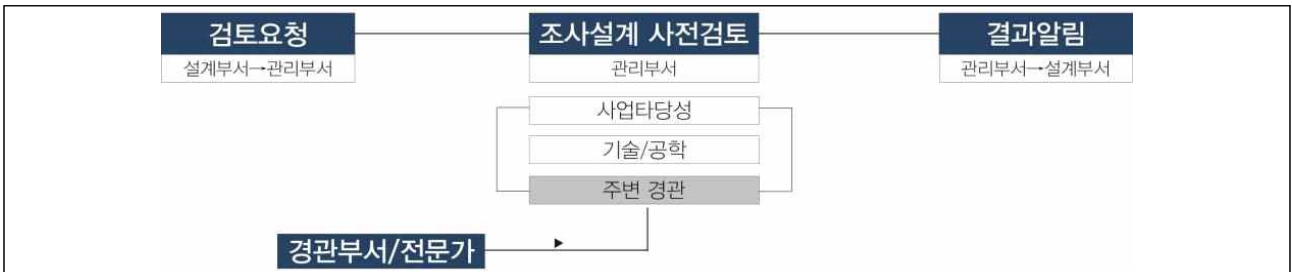 검토요청
설계부서→관리부서
조사설계 사전검토
관리부서
결과알림
관리부서→설계부서
사업타당성
기술/공학
주변 경관
경관부서/전문가